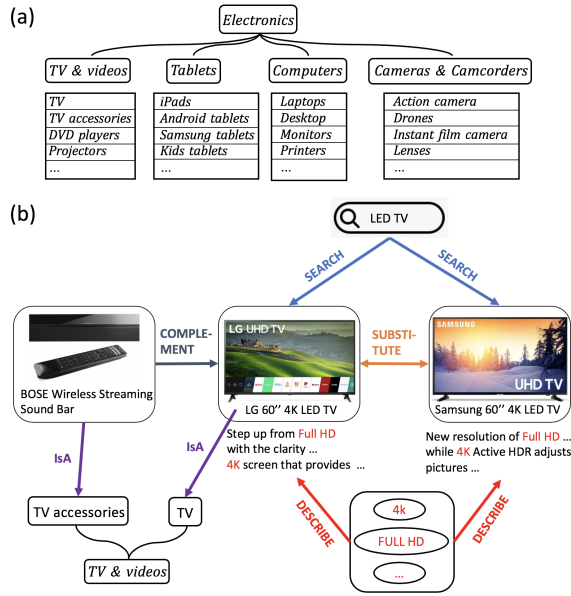 (a)
Electronics
TV & videos
Tablets
Computers
Cameras & Camcorders
TV
TV accessories
DVD players
Projectors
...
iPads
Android tablets
Samsung tablets
Kids tablets
...
Laptops
Desktop
Monitors
Printers
...
Action camera
Drones
Instant film camera
Lenses
...
(b)
LED TV
SEARCH
SEARCH
BOSE Wireless Streaming
Sound Bar
COMPLE-
MENT
LG UHD TV
LG 60’’ 4K LED TV
SUBSTI-
TUTE
SAMSUNG
UHD TV
Samsung 60’’ 4K LED TV
Step up from Full HD
with the clarity ...
4K screen that provides ...
New resolution of Full HD ...
while 4K Active HDR adjusts
pictures ...
IsA
IsA
TV accessories
TV
TV & videos
DESCRIBE
DESCRIBE
4k
FULL HD
...